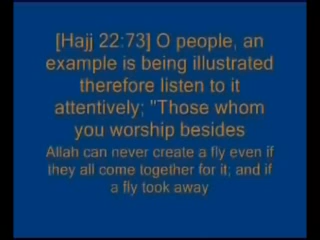 [Hajj 22:73] O people, an
example is being illustrated
therefore listen to it
attentively; "Those whom
you worship besides
Allah can never create a fly even if
they all come together for it; and if
a fly took away